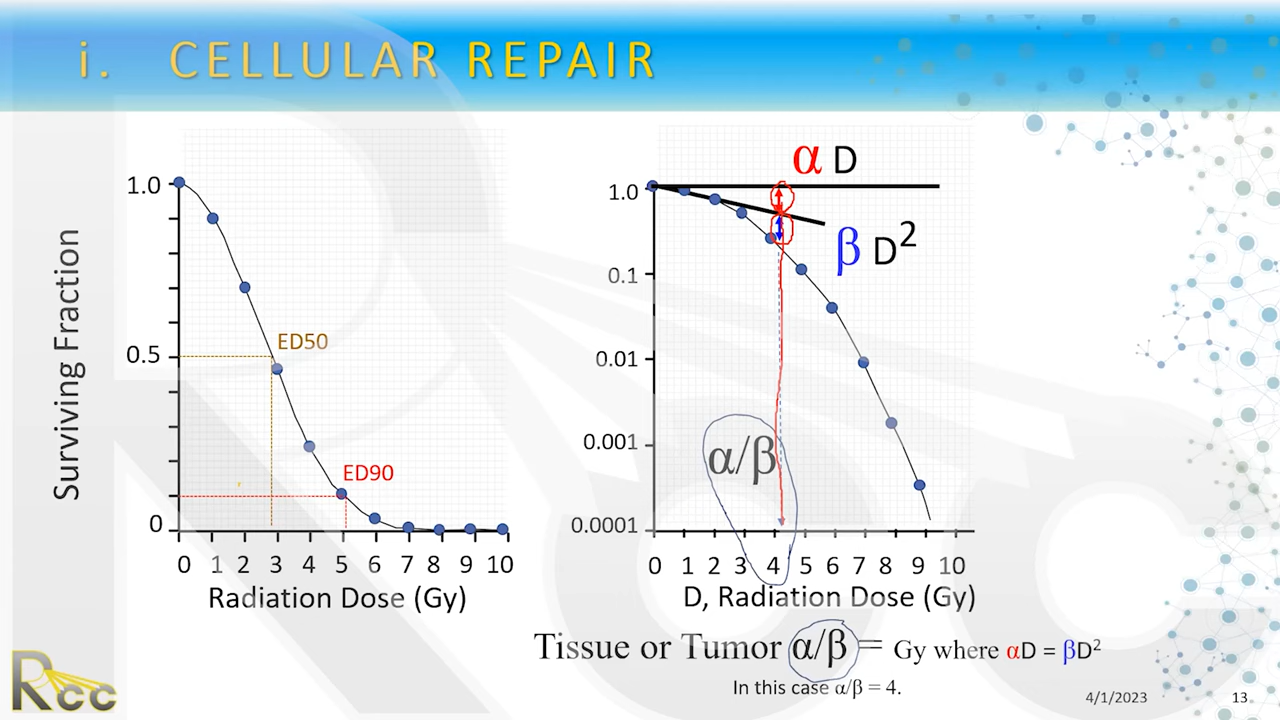 i. CELLULAR REPAIR
Surviving Fraction
1.0
0.5
0
ED50
ED90
0 1 2 3 4 5 6 7 8 9 10
Radiation Dose (Gy)
α D
β D²
1.0
0.1
0.01
0.001
0.0001
α/β
0 1 2 3 4 5 6 7 8 9 10
D, Radiation Dose (Gy)
Tissue or Tumor α/β = Gy where αD = βD²
In this case α/β = 4.
Rcc
4/1/2023
13